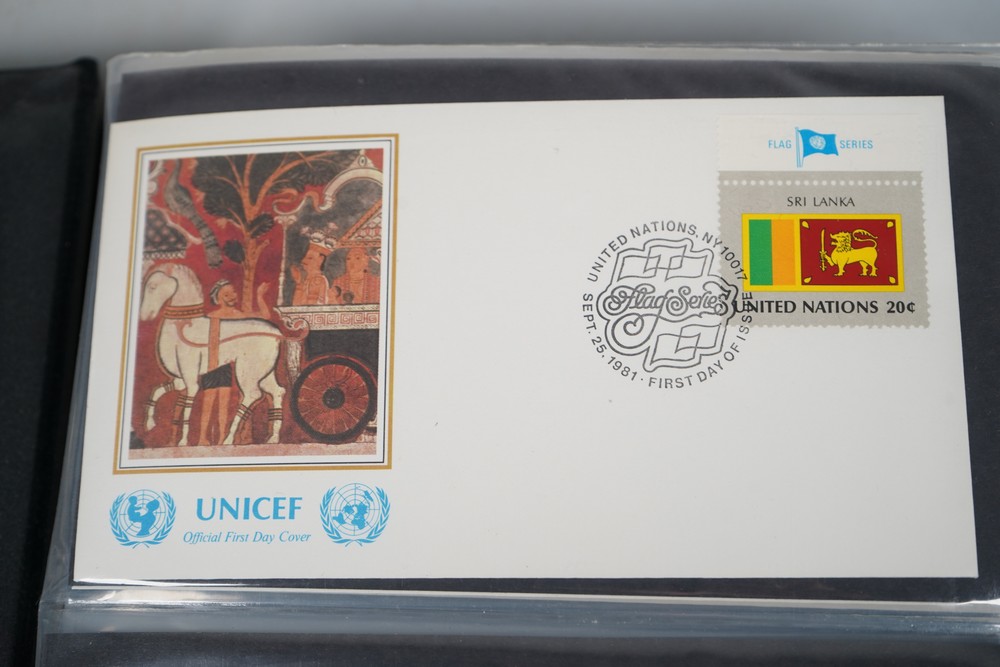 FLAG SERIES
SRI LANKA
UNITED NATIONS 20¢
UNITED NATIONS, NY 10017
Flag Series
SEPT. 25, 1981 · FIRST DAY OF ISSUE
UNICEF
Official First Day Cover